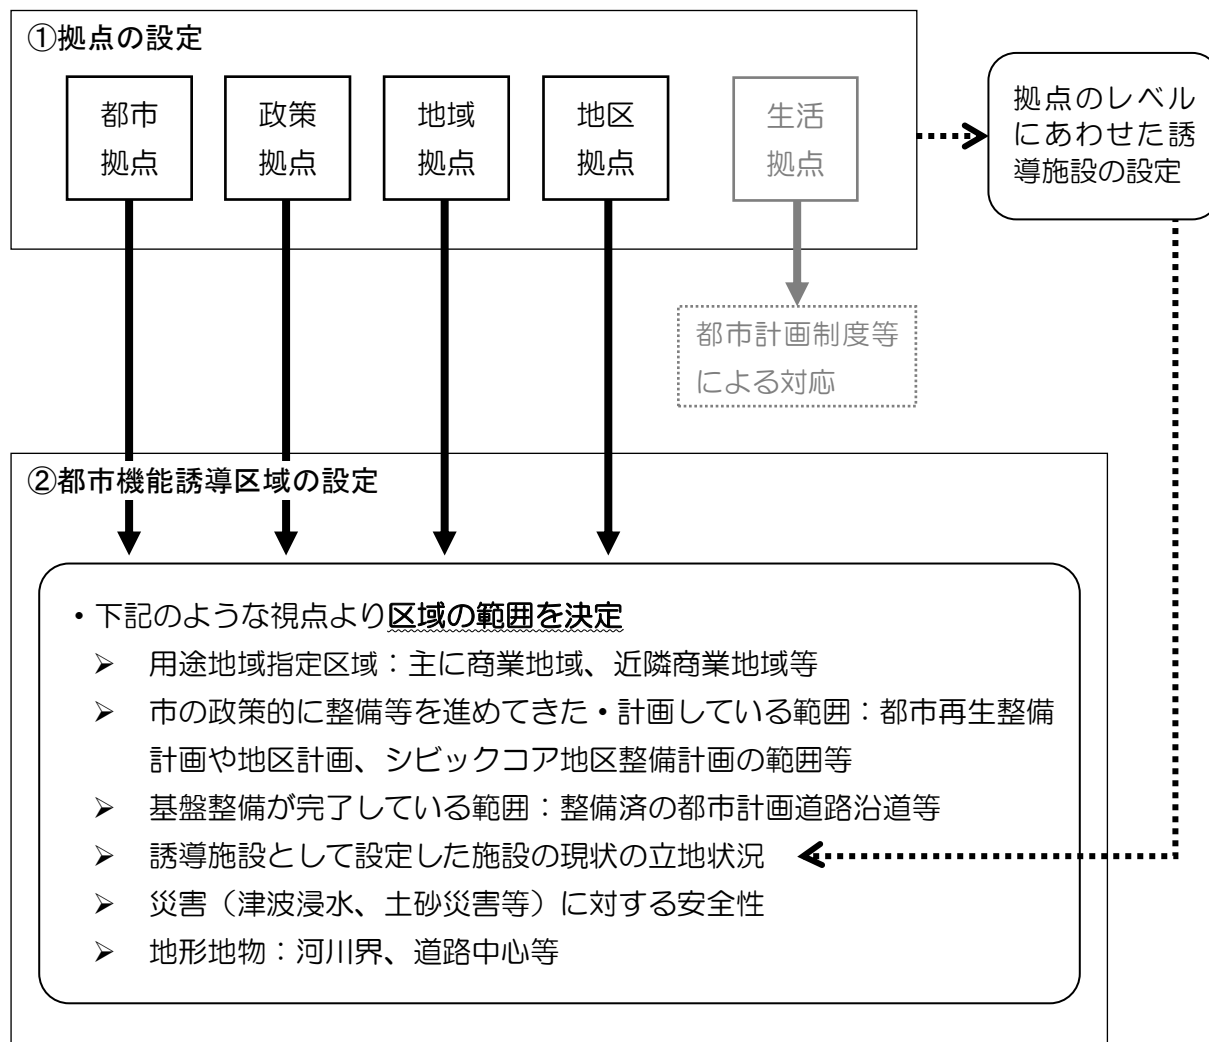 ①拠点の設定
都市
拠点
政策
拠点
地域
拠点
地区
拠点
生活
拠点
拠点のレベル
にあわせた誘
導施設の設定
都市計画制度等
による対応
②都市機能誘導区域の設定
・下記のような視点より区域の範囲を決定
➢ 用途地域指定区域：主に商業地域、近隣商業地域等
➢ 市の政策的に整備等を進めてきた・計画している範囲：都市再生整備
計画や地区計画、シビックコア地区整備計画の範囲等
➢ 基盤整備が完了している範囲：整備済の都市計画道路沿道等
➢ 誘導施設として設定した施設の現状の立地状況
➢ 災害（津波浸水、土砂災害等）に対する安全性
➢ 地形地物：河川界、道路中心等